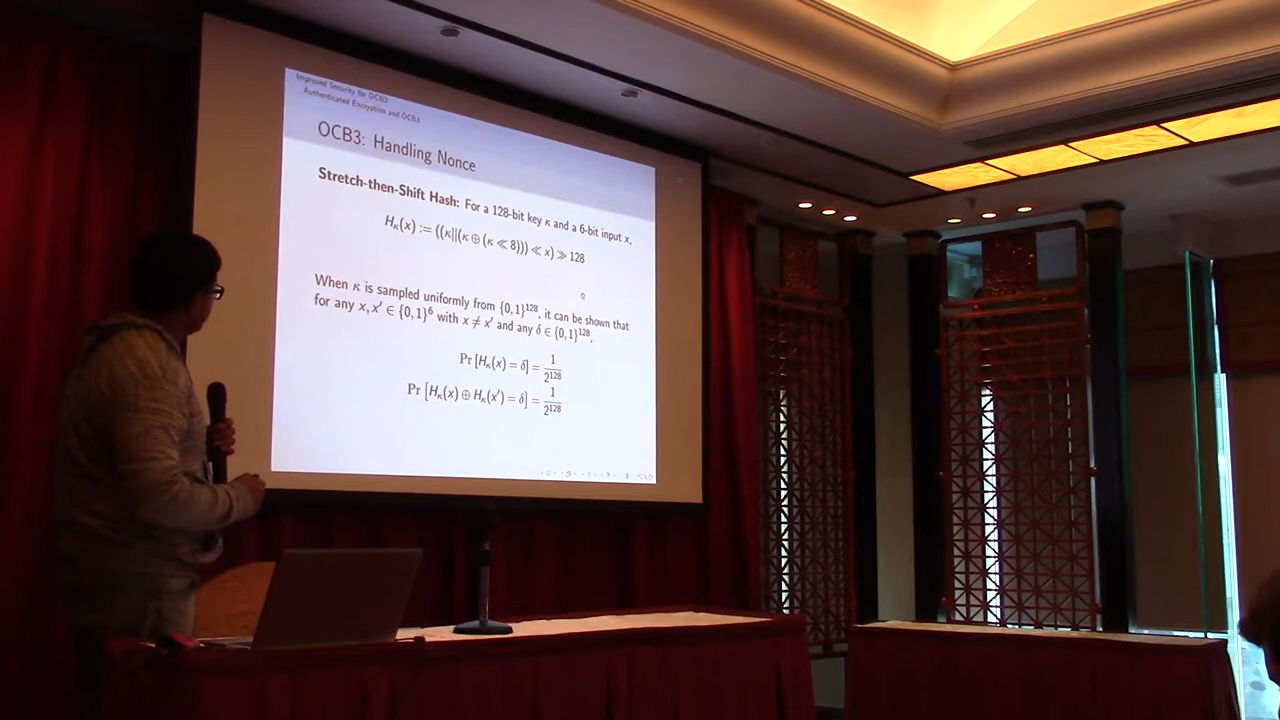 Improved Security for OCB3
Authenticated Encryption and OCB3
OCB3: Handling Nonce
Stretch-then-Shift Hash: For a 128-bit key κ and a 6-bit input x,
Hκ(x) := ((κ||(κ ⊕ (κ ≪ 8))) ≪ x) ≫ 128
When κ is sampled uniformly from {0,1}^128, it can be shown that
for any x, x′ ∈ {0,1}^6 with x ≠ x′ and any δ ∈ {0,1}^128,
Pr [Hκ(x) = δ] = 1/2^128
Pr [Hκ(x) ⊕ Hκ(x′) = δ] = 1/2^128